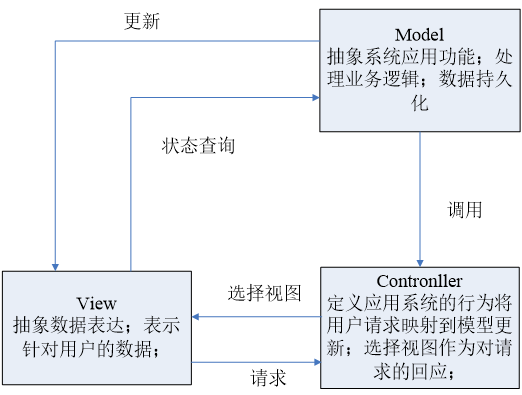 更新
Model
抽象系统应用功能；处
理业务逻辑；数据持久
化
状态查询
调用
View
抽象数据表达；表示
针对用户的数据；
选择视图
请求
Contronller
定义应用系统的行为将
用户请求映射到模型更
新；选择视图作为对请
求的回应；